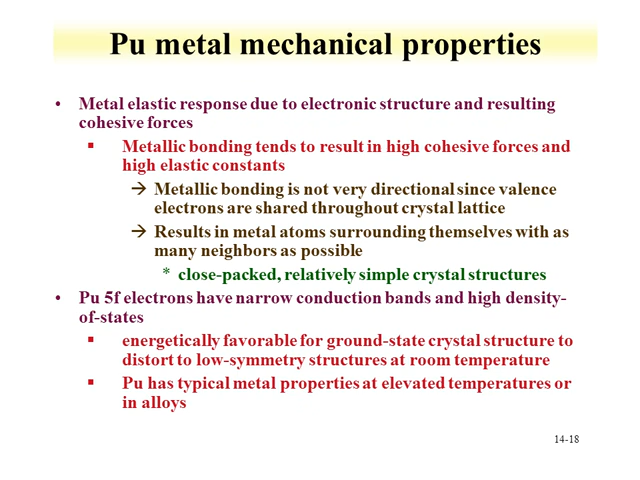 Pu metal mechanical properties
• Metal elastic response due to electronic structure and resulting
cohesive forces
▪ Metallic bonding tends to result in high cohesive forces and
high elastic constants
→ Metallic bonding is not very directional since valence
electrons are shared throughout crystal lattice
→ Results in metal atoms surrounding themselves with as
many neighbors as possible
* close-packed, relatively simple crystal structures
• Pu 5f electrons have narrow conduction bands and high density-
of-states
▪ energetically favorable for ground-state crystal structure to
distort to low-symmetry structures at room temperature
▪ Pu has typical metal properties at elevated temperatures or
in alloys
14-18